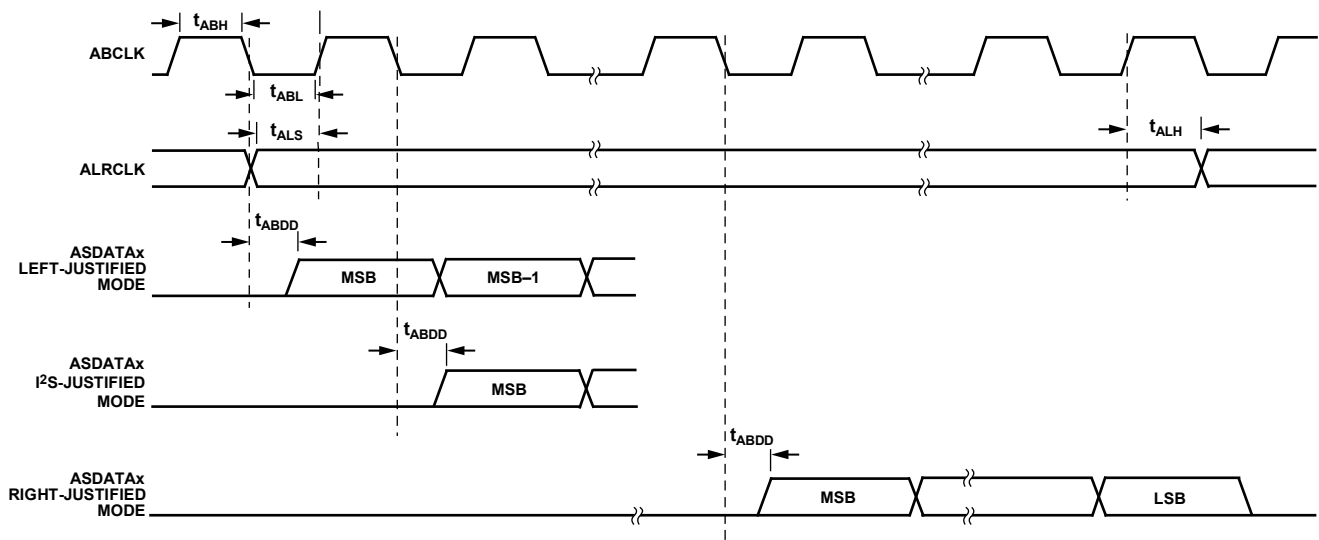 tABH
ABCLK
tABL
tALS
tALH
ALRCLK
tABDD
ASDATAx
LEFT-JUSTIFIED
MODE
MSB
MSB–1
tABDD
ASDATAx
I²S-JUSTIFIED
MODE
MSB
tABDD
ASDATAx
RIGHT-JUSTIFIED
MODE
MSB
LSB